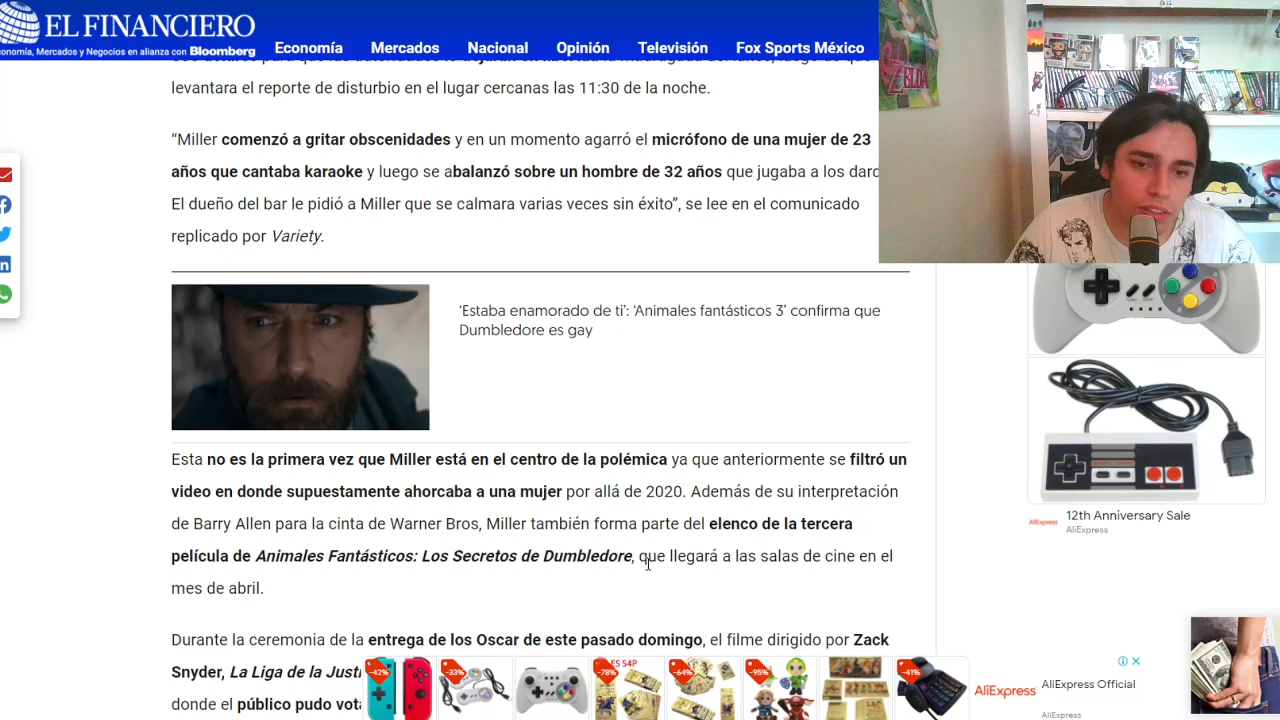 EL FINANCIERO
Economía, Mercados y Negocios en alianza con Bloomberg
Economía Mercados Nacional Opinión Televisión Fox Sports México
levantara el reporte de disturbio en el lugar cercanas las 11:30 de la noche.
“Miller comenzó a gritar obscenidades y en un momento agarró el micrófono de una mujer de 23
años que cantaba karaoke y luego se abalanzó sobre un hombre de 32 años que jugaba a los
El dueño del bar le pidió a Miller que se calmara varias veces sin éxito”, se lee en el comunicado
replicado por Variety.
‘Estaba enamorado de ti’: ‘Animales fantásticos 3’ confirma que
Dumbledore es gay
Esta no es la primera vez que Miller está en el centro de la polémica ya que anteriormente se filtró un
video en donde supuestamente ahorcaba a una mujer por allá de 2020. Además de su interpretación
de Barry Allen para la cinta de Warner Bros, Miller también forma parte del elenco de la tercera
película de Animales Fantásticos: Los Secretos de Dumbledore, que llegará a las salas de cine en el
mes de abril.
Durante la ceremonia de la entrega de los Oscar de este pasado domingo, el filme dirigido por Zack
Snyder, La Liga de la
donde el público pudo
12th Anniversary Sale
AliExpress
AliExpress
-42%
-33%
-78%
-64%
-95%
-41%
AliExpress
AliExpress Official
AliExpress
ZELDA